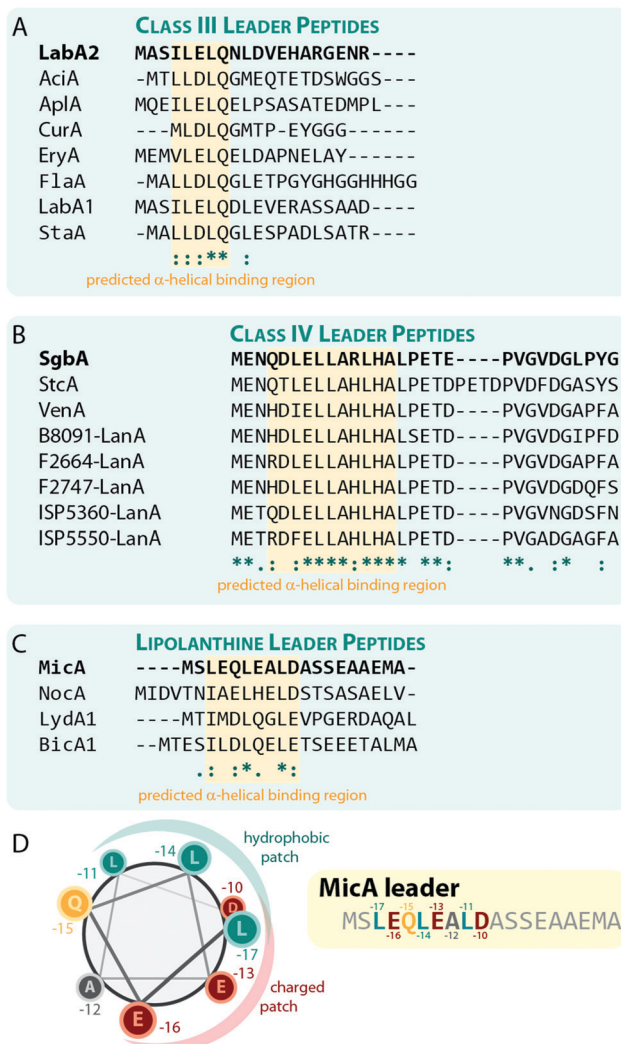 A
CLASS III LEADER PEPTIDES
LabA2 MASILELQNLDVEHARGENR----
AciA -MTLLDLQGMEQTETDSWGGS---
AplA MQEILELQELPSASATEDMPL---
CurA ---MLDLQGMTP-EYGGG------
EryA MEMVLELQELDAPNELAY------
FlaA -MALLDLQGLETPGYGHGGHHHGG
LabA1 MASILELQDLEVERASSAAD----
StaA -MALLDLQGLESPADLSATR----
:::** :
predicted α-helical binding region
B
CLASS IV LEADER PEPTIDES
SgbA MENQDLELLARLHALPETE----PVGVDGLPYG
StcA MENQTLELLAHLHALPETDPETDPVDFDGASYS
VenA MENHDIELLAHLHALPETD----PVGVDGAPFA
B8091-LanA MENHDLELLAHLHALSETD----PVGVDGIPFD
F2664-LanA MENRDLELLAHLHALPETD----PVGVDGAPFA
F2747-LanA MENHDLELLAHLHALPETD----PVGVDGDQFS
ISP5360-LanA METQDLELLAHLHALPETD----PVGVNGDSFN
ISP5550-LanA METRDFELLAHLHALPETD----PVGADGAGFA
**.: :****:**** **: **. :* :
predicted α-helical binding region
C
LIPOLANTHINE LEADER PEPTIDES
MicA ----MSLEQLEALDASSEAAEMA-
NocA MIDVTNIAELHELDSTSASAELV-
LydA1 ----MTIMDLQGLEVPGERDAQAL
BicA1 --MTESILDLQELETSEEETALMA
.: :*. *:
predicted α-helical binding region
D
hydrophobic
patch
-14 L
L
-11
-10
D
Q
-15
L
-17
-13
E
A
-12
E
-16
charged
patch
MicA leader
-17 -15 -13 -11
MSLEQLEALDASSEAAEMA
-16 -14 -12 -10